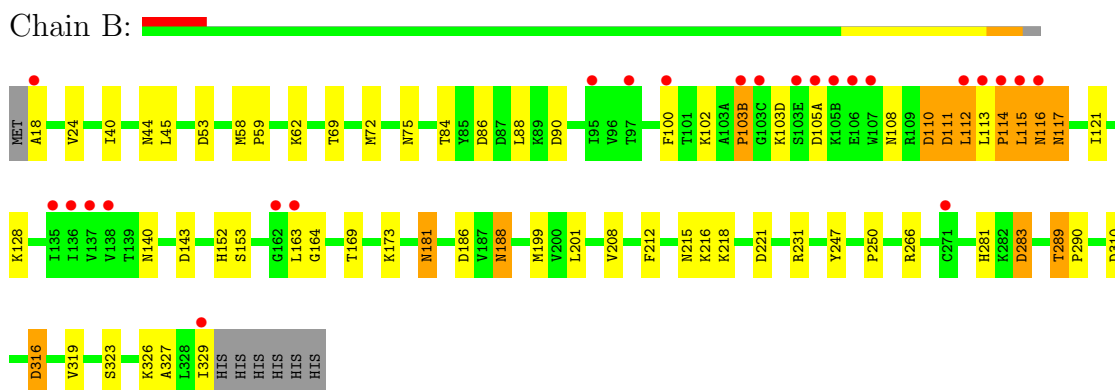 Chain B:
MET A18 V24 I40 N44 L45 D53 M58 P59 K62 T69 M72 N75 T84 Y85 D86 D87 L88 K89 D90 I95 V96 T97 F100 T101 K102 A103A P103B G103C K103D S103E D105A K105B E106 W107 N108 R109 D110 D111 L112 L113 P114 L115 N116 N117 I121
K128 I135 I136 V137 V138 T139 N140 D143 H152 S153 G162 L163 G164 T169 K173 N181 D186 V187 N188 M199 V200 L201 V208 F212 N215 K216 K218 D221 R231 Y247 P250 R266 C271 H281 K282 D283 T289 P290 D310
D316 V319 S323 K326 A327 L328 I329 HIS HIS HIS HIS HIS HIS